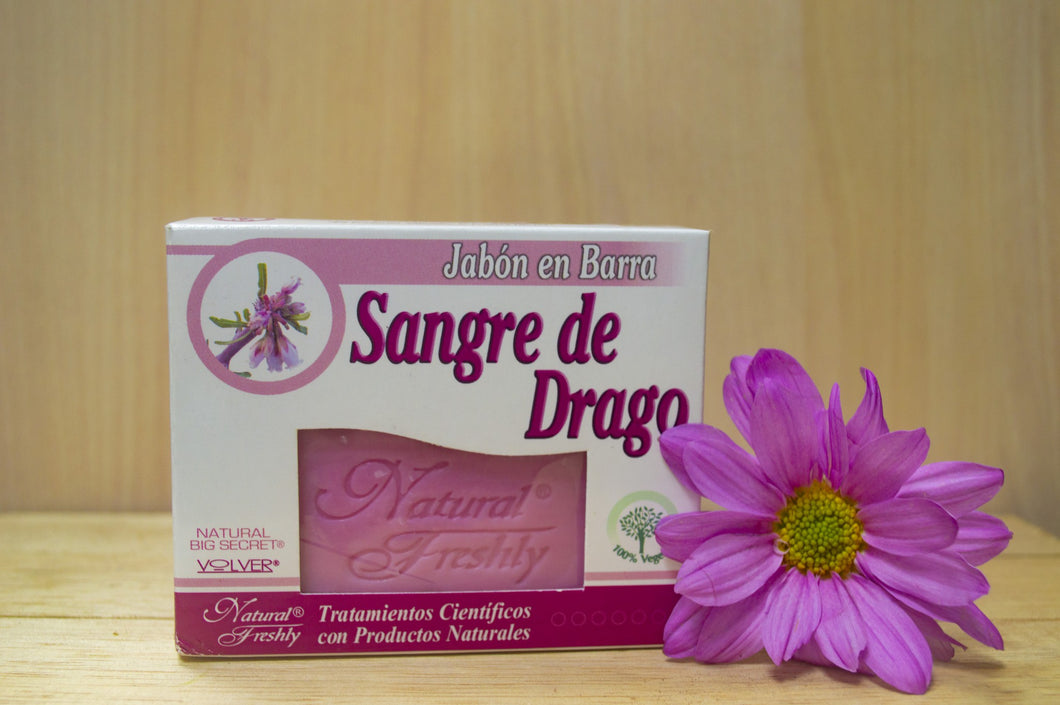 Jabón en Barra
Sangre de
Drago
Natural®
Freshly
NATURAL
BIG SECRET®
VOLVER®
100% Vege
Natural®
Freshly
Tratamientos Científicos
con Productos Naturales